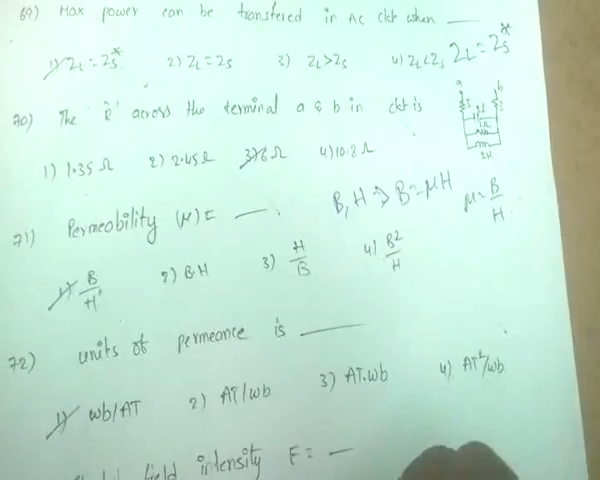 69) Max power can be transfered in AC ckt when ___
1) ZL = Zs* 2) ZL = Zs 3) ZL > Zs 4) ZL < Zs ZL = Zs*
70) The 'R' across the terminal a & b in ckt is
a b
1Ω
2H
1) 1.35 Ω 2) 2.45 Ω 3) 6 Ω 4) 10.2 Ω
71) Permeobility (μ) = ___. B, H → B = μH μ = B/H
1) B/H 2) B.H 3) H/B 4) B²/H
72) units of permeance is ___
1) wb/AT 2) AT/wb 3) AT.wb 4) AT²/wb
field intensity E = —